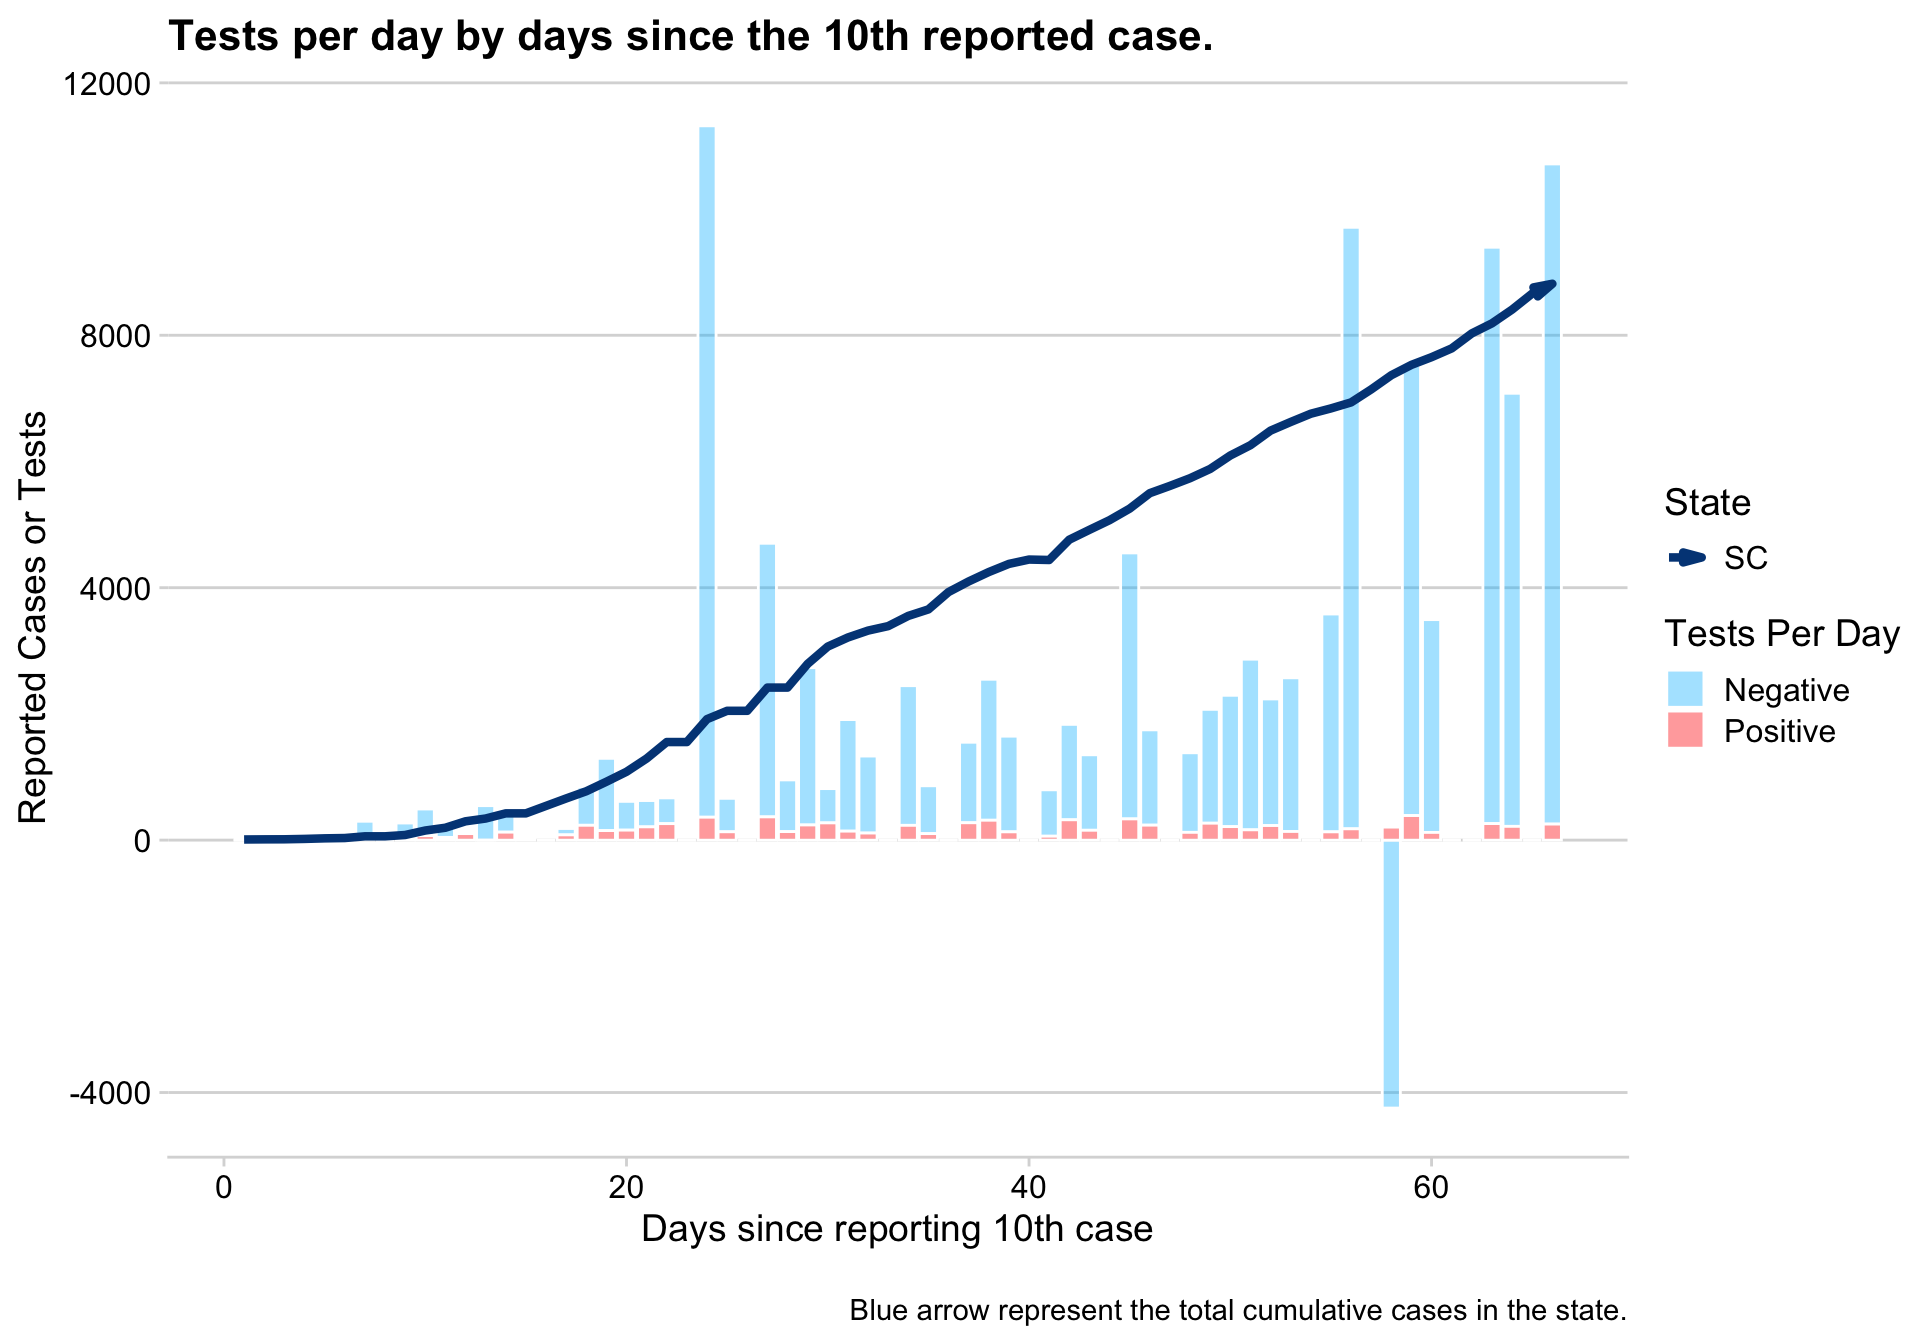 Tests per day by days since the 10th reported case.
12000
8000
4000
0
-4000
Reported Cases or Tests
0
20
40
60
Days since reporting 10th case
State
SC
Tests Per Day
Negative
Positive
Blue arrow represent the total cumulative cases in the state.